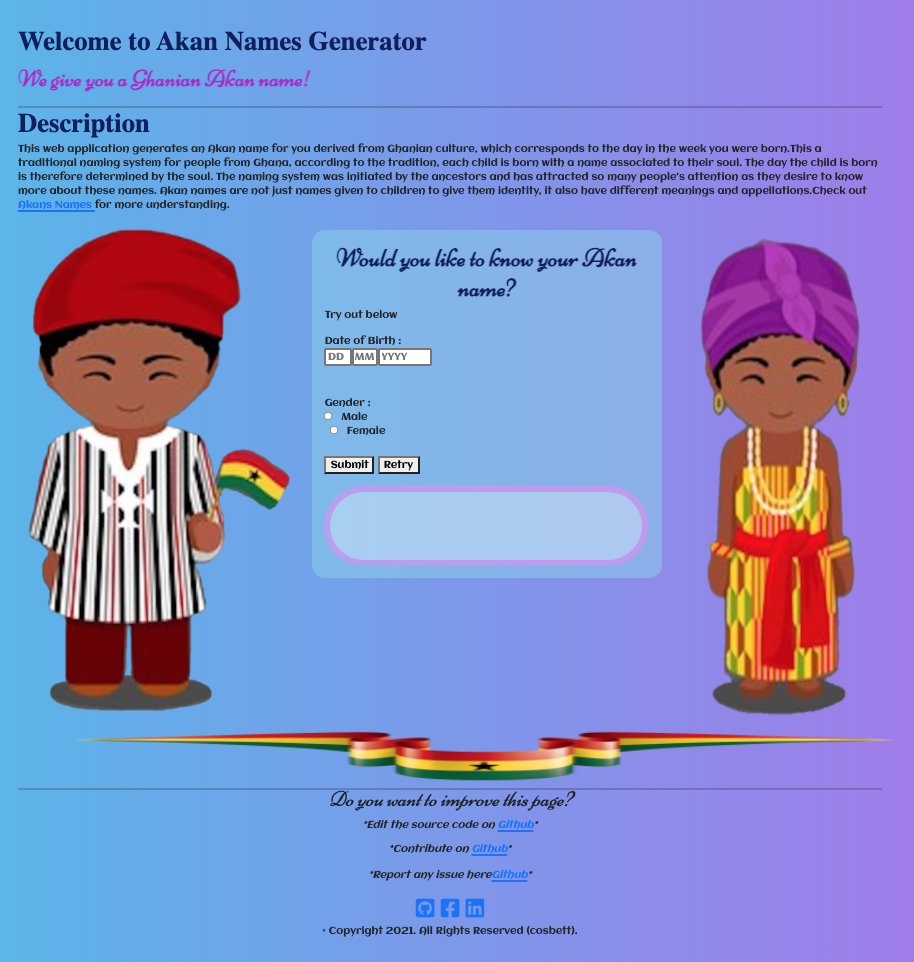 Welcome to Akan Names Generator
We give you a Ghanian Akan name!
Description
This web application generates an Akan name for you derived from Ghanian culture, which corresponds to the day in the week you were born.This a
traditional naming system for people from Ghana, according to the tradition, each child is born with a name associated to their soul. The day the child is born
is therefore determined by the soul. The naming system was initiated by the ancestors and has attracted so many people's attention as they desire to know
more about these names. Akan names are not just names given to children to give them identity, it also have different meanings and appellations.Check out
Akans Names for more understanding.
Would you like to know your Akan
name?
Try out below
Date of Birth :
DD MM YYYY
Gender :
Male
Female
Submit Retry
Do you want to improve this page?
*Edit the source code on Github*
*Contribute on Github*
*Report any issue hereGithub*
© Copyright 2021. All Rights Reserved (cosbett).